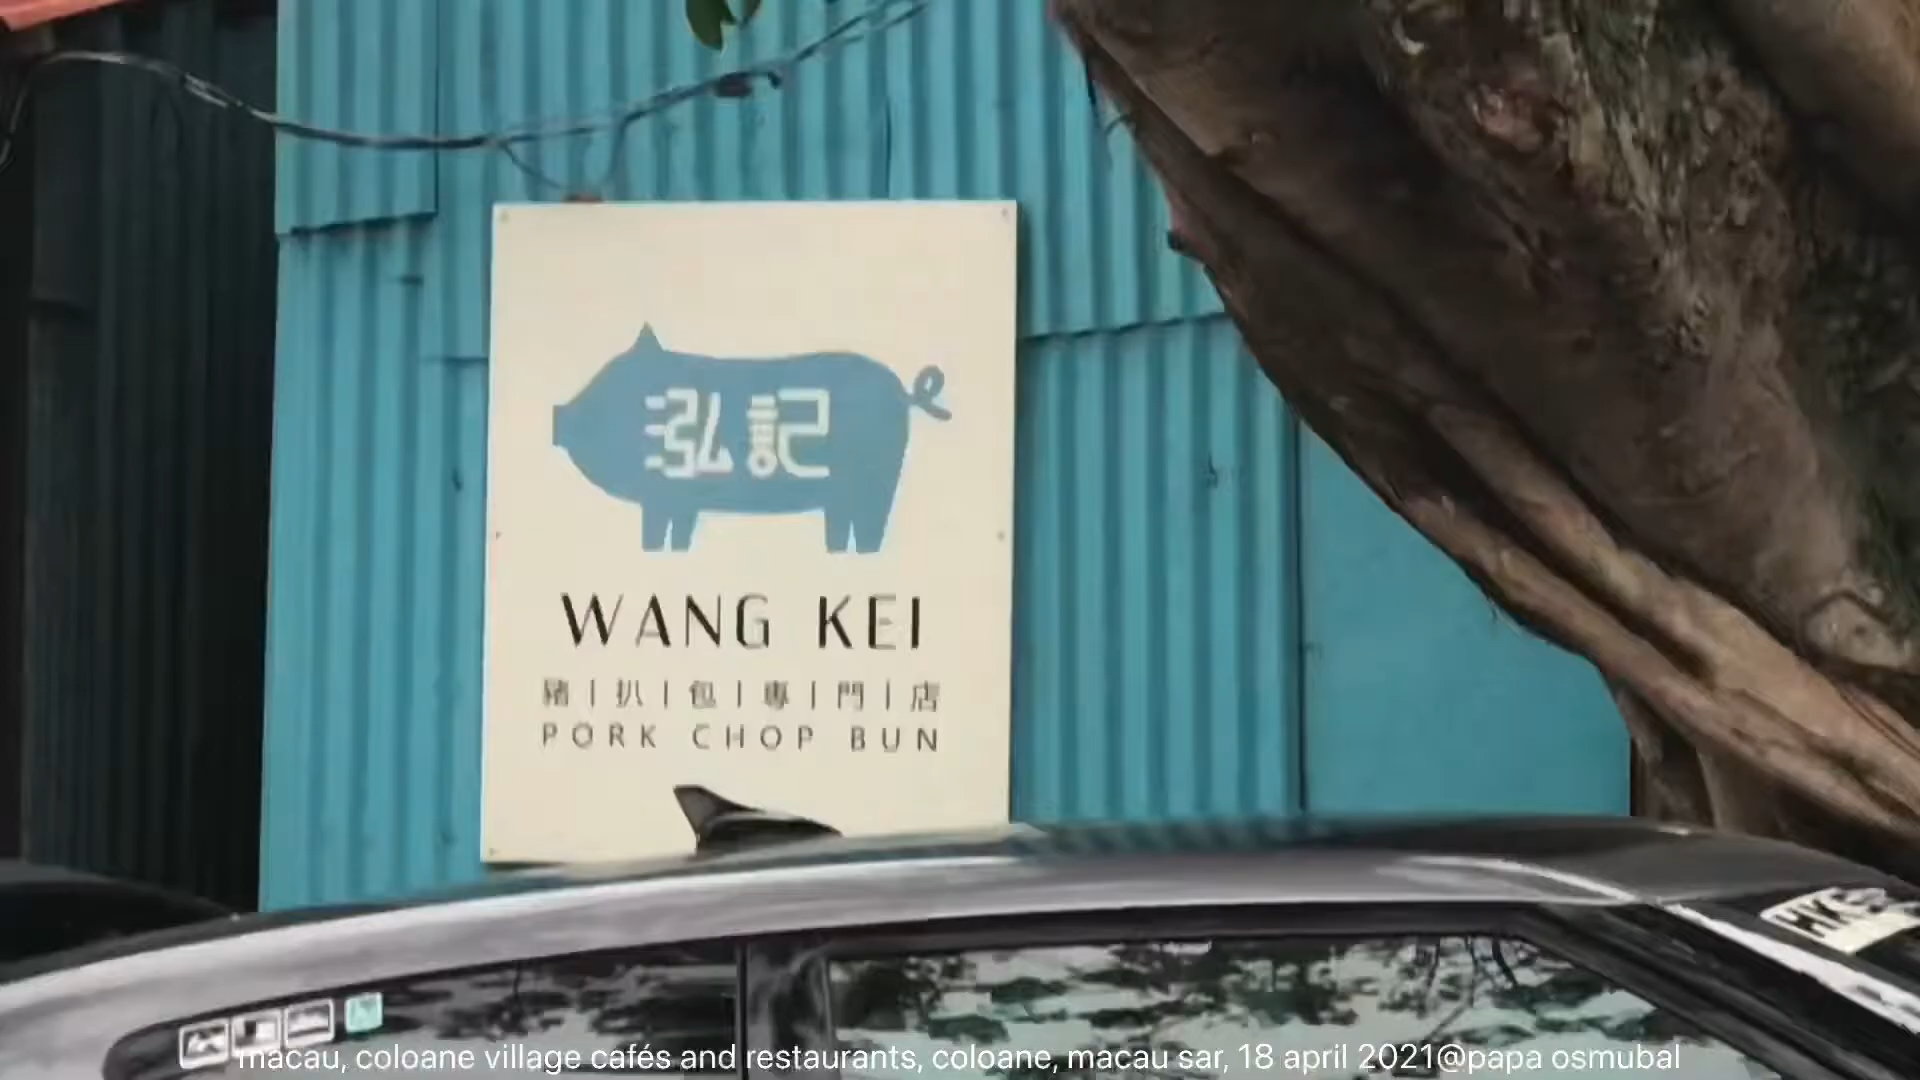 泓記
WANG KEI
豬 | 扒 | 包 | 專 | 門 | 店
PORK CHOP BUN
macau, coloane village cafés and restaurants, coloane, macau sar, 18 april 2021@papa osmubal